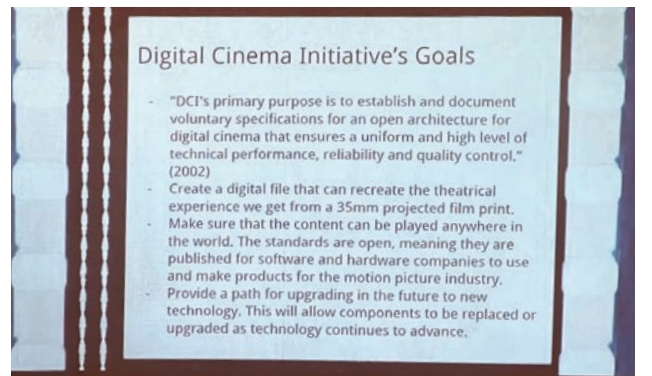 Digital Cinema Initiative's Goals
- "DCI's primary purpose is to establish and document
voluntary specifications for an open architecture for
digital cinema that ensures a uniform and high level of
technical performance, reliability and quality control."
(2002)
- Create a digital file that can recreate the theatrical
experience we get from a 35mm projected film print.
- Make sure that the content can be played anywhere in
the world. The standards are open, meaning they are
published for software and hardware companies to use
and make products for the motion picture industry.
- Provide a path for upgrading in the future to new
technology. This will allow components to be replaced or
upgraded as technology continues to advance.